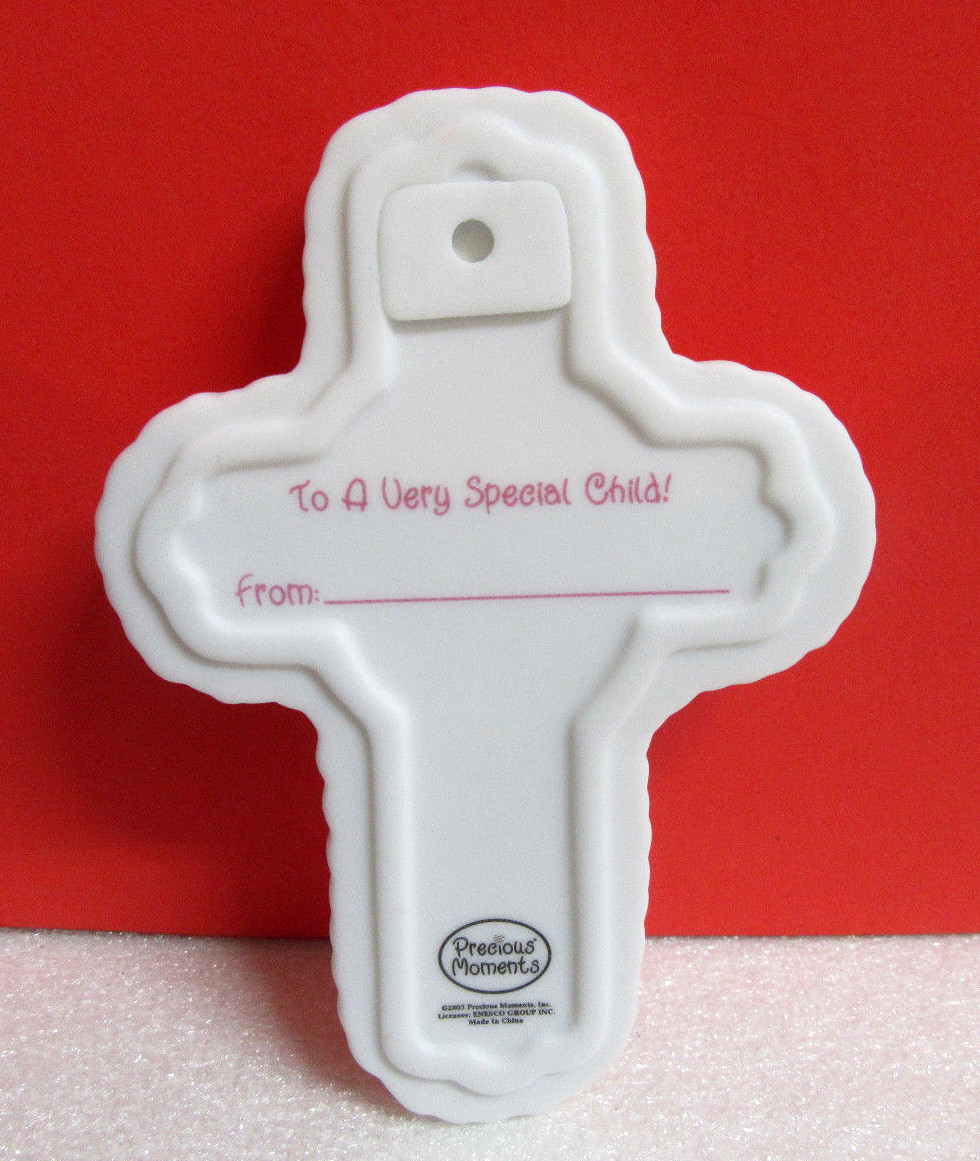 To A Very Special Child!
From:
Precious
Moments
©2003 Precious Moments, Inc.
Licensee: ENESCO GROUP INC.
Made in China